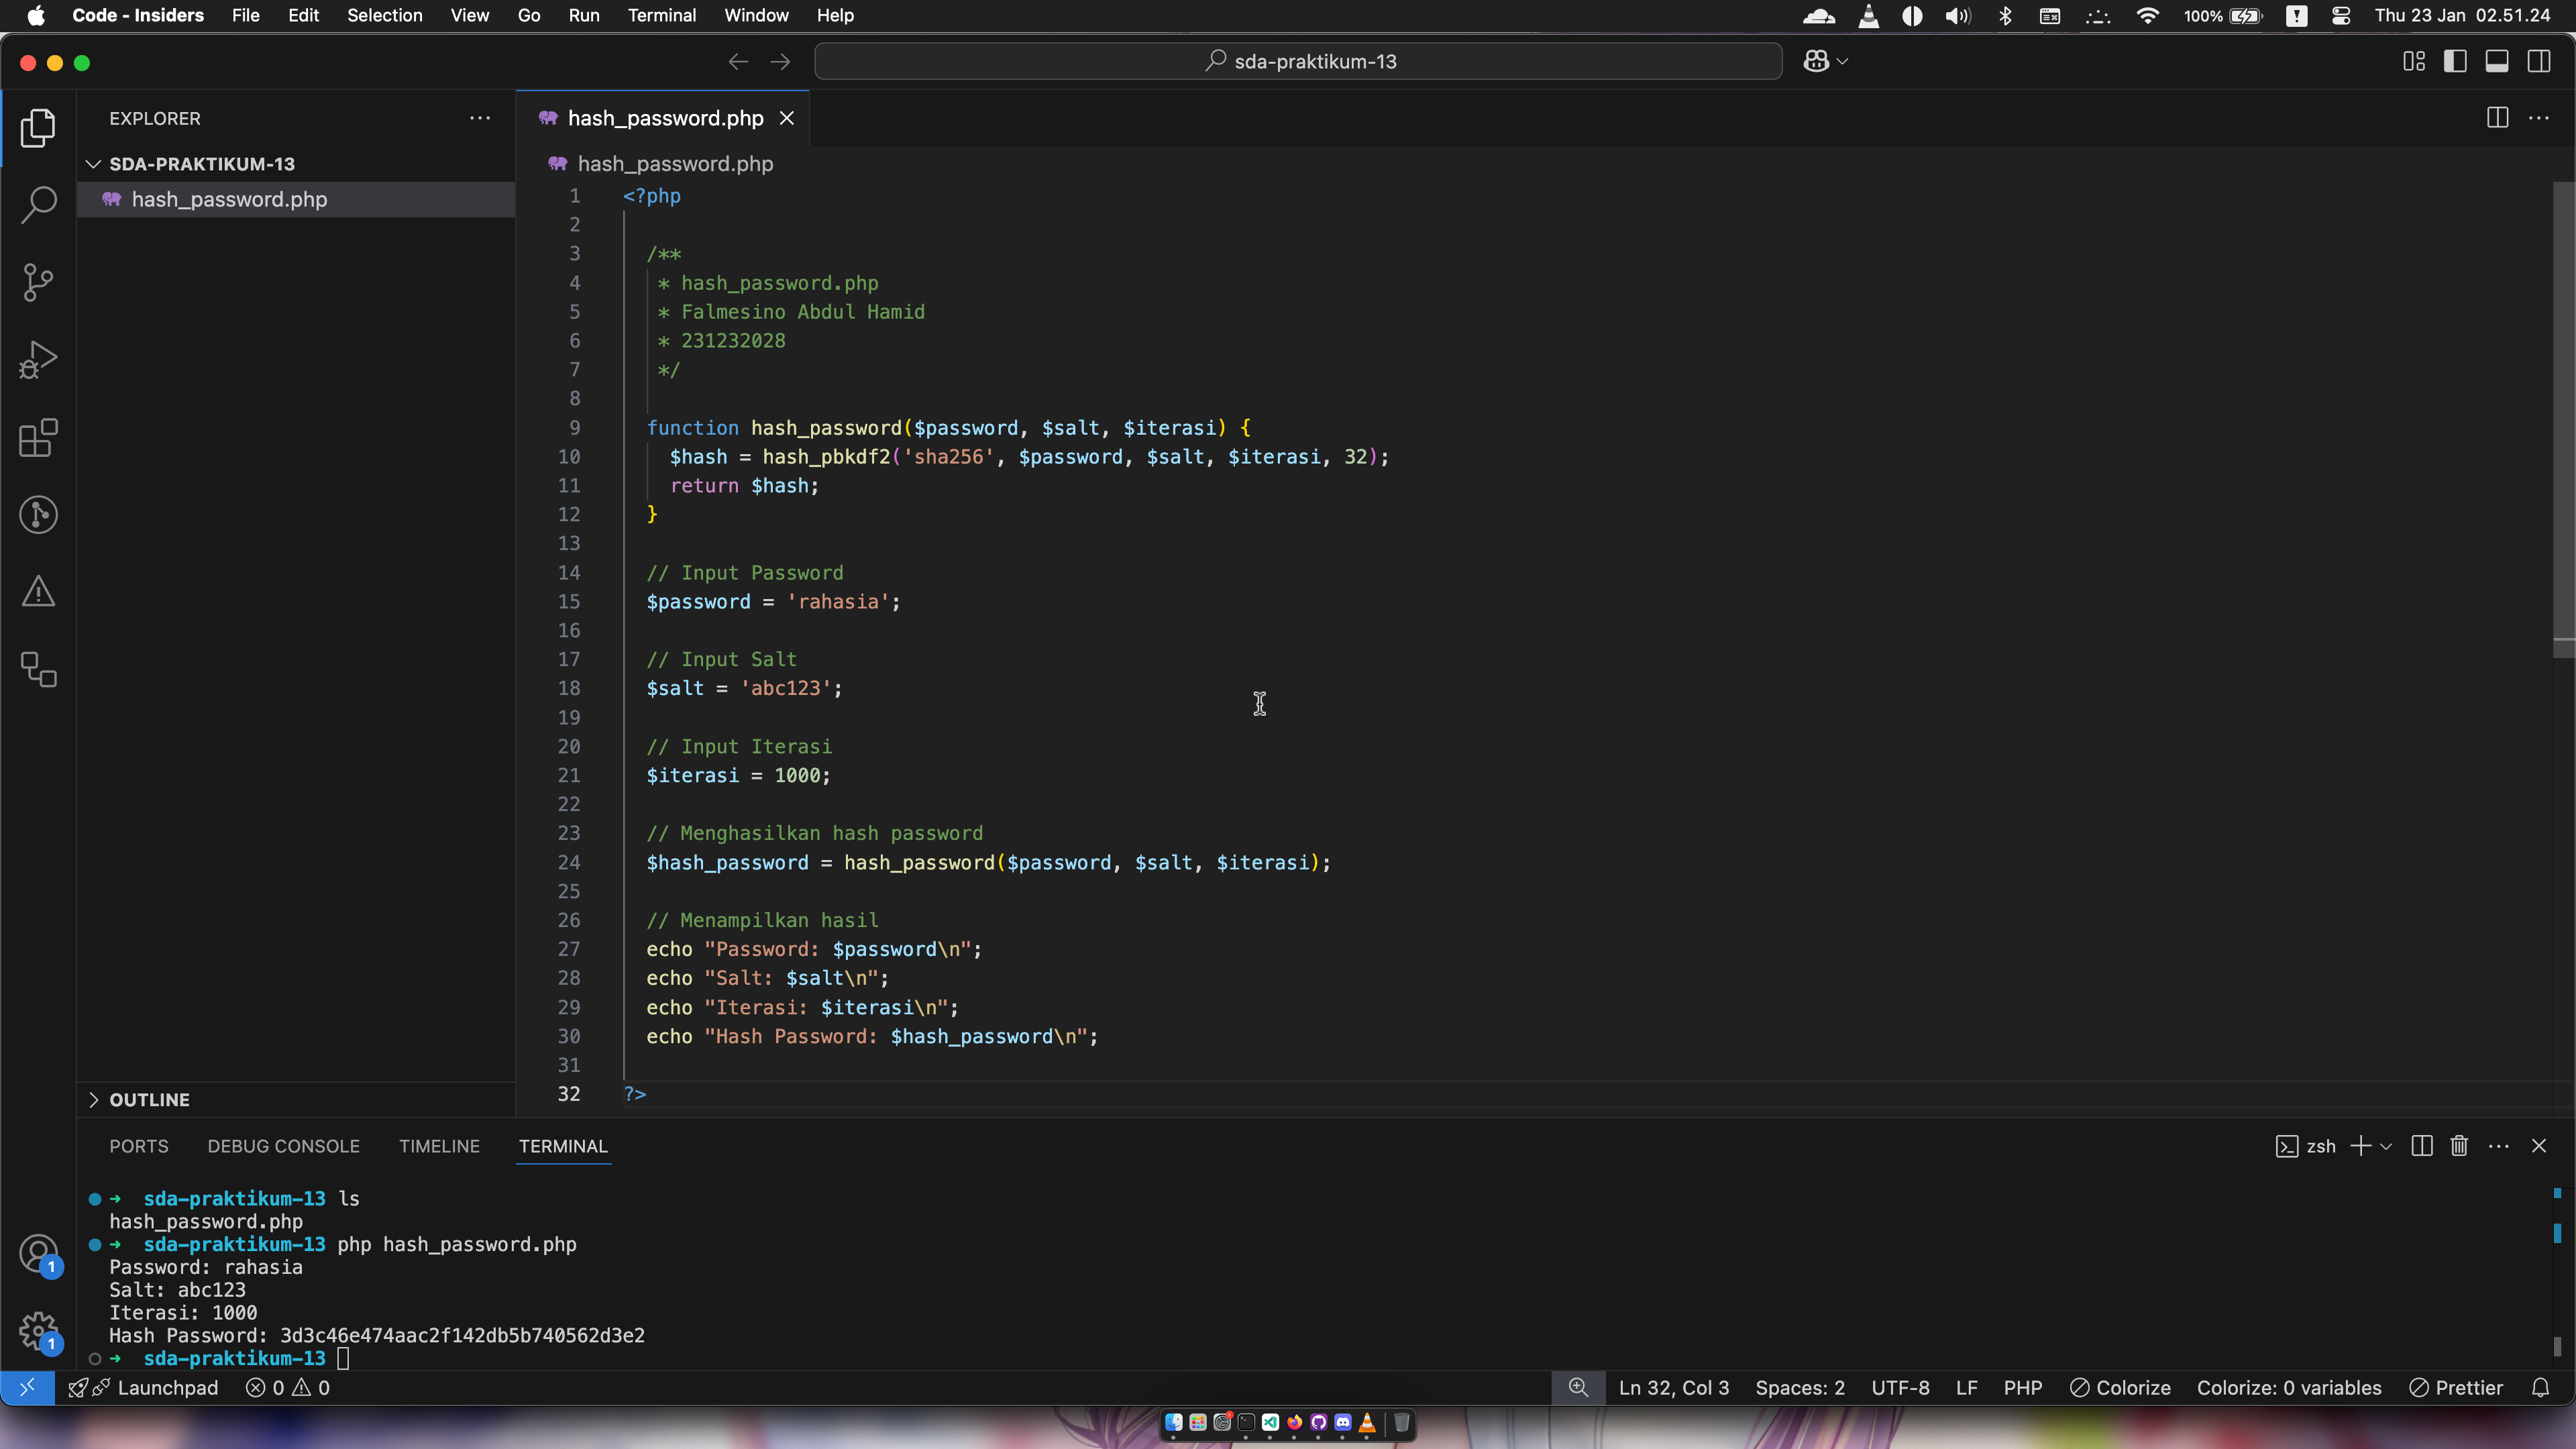 Code - Insiders File Edit Selection View Go Run Terminal Window Help 100% Thu 23 Jan 02.51.24
sda-praktikum-13
EXPLORER
SDA-PRAKTIKUM-13
hash_password.php
OUTLINE
hash_password.php
hash_password.php
1 <?php
2
3 /**
4 * hash_password.php
5 * Falmesino Abdul Hamid
6 * 231232028
7 */
8
9 function hash_password($password, $salt, $iterasi) {
10 $hash = hash_pbkdf2('sha256', $password, $salt, $iterasi, 32);
11 return $hash;
12 }
13
14 // Input Password
15 $password = 'rahasia';
16
17 // Input Salt
18 $salt = 'abc123';
19
20 // Input Iterasi
21 $iterasi = 1000;
22
23 // Menghasilkan hash password
24 $hash_password = hash_password($password, $salt, $iterasi);
25
26 // Menampilkan hasil
27 echo "Password: $password\n";
28 echo "Salt: $salt\n";
29 echo "Iterasi: $iterasi\n";
30 echo "Hash Password: $hash_password\n";
31
32 ?>
PORTS DEBUG CONSOLE TIMELINE TERMINAL zsh
➜ sda-praktikum-13 ls
hash_password.php
➜ sda-praktikum-13 php hash_password.php
Password: rahasia
Salt: abc123
Iterasi: 1000
Hash Password: 3d3c46e474aac2f142db5b740562d3e2
➜ sda-praktikum-13
1
1
Launchpad 0 0 Ln 32, Col 3 Spaces: 2 UTF-8 LF PHP Colorize Colorize: 0 variables Prettier